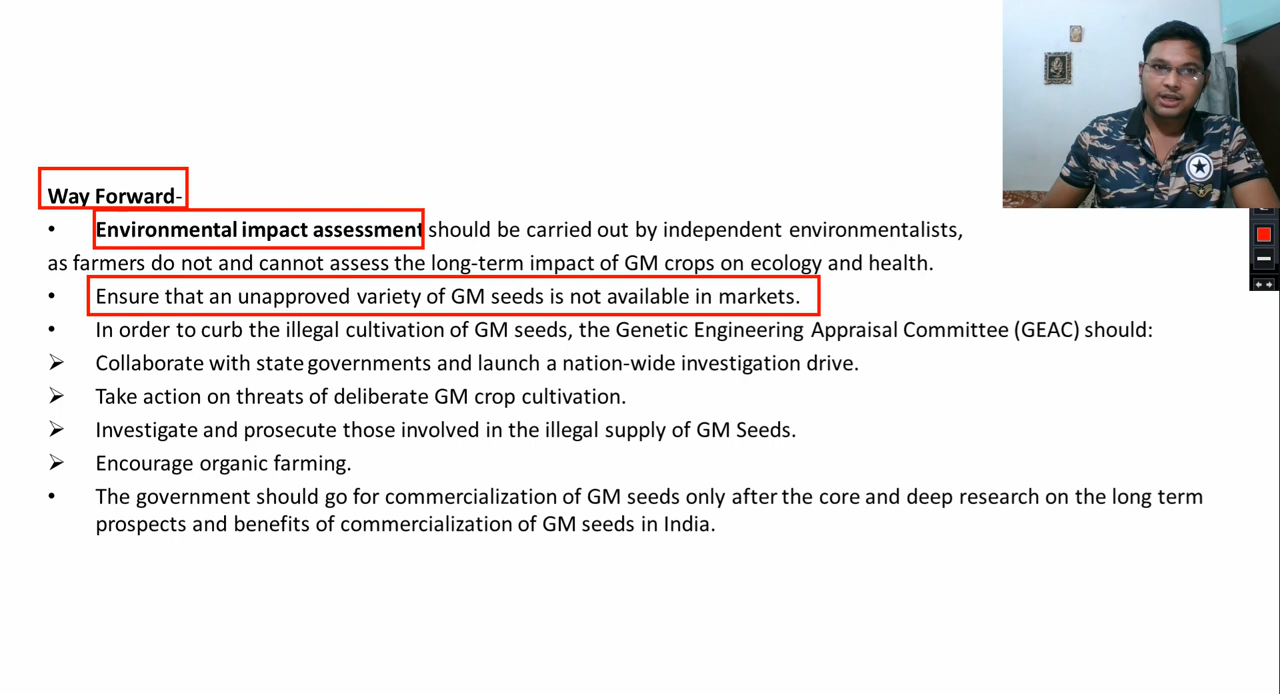 Way Forward-
• Environmental impact assessment should be carried out by independent environmentalists,
as farmers do not and cannot assess the long-term impact of GM crops on ecology and health.
• Ensure that an unapproved variety of GM seeds is not available in markets.
• In order to curb the illegal cultivation of GM seeds, the Genetic Engineering Appraisal Committee (GEAC) should:
➢ Collaborate with state governments and launch a nation-wide investigation drive.
➢ Take action on threats of deliberate GM crop cultivation.
➢ Investigate and prosecute those involved in the illegal supply of GM Seeds.
➢ Encourage organic farming.
• The government should go for commercialization of GM seeds only after the core and deep research on the long term
prospects and benefits of commercialization of GM seeds in India.